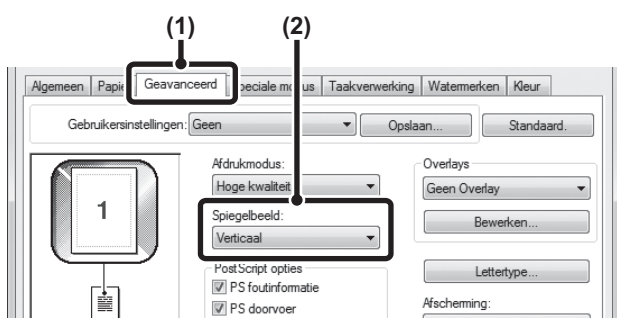 (1) (2)
Algemeen Geavanceerd Taakverwerking Watermerken Kleur
Gebruikersinstellingen: Geen Opslaan... Standaard.
Afdrukmodus: Overlays
Hoge kwaliteit Geen Overlay
1
Spiegelbeeld: Bewerken...
Verticaal
PostScript opties Lettertype...
PS foutinformatie
PS doorvoer Afscherming: